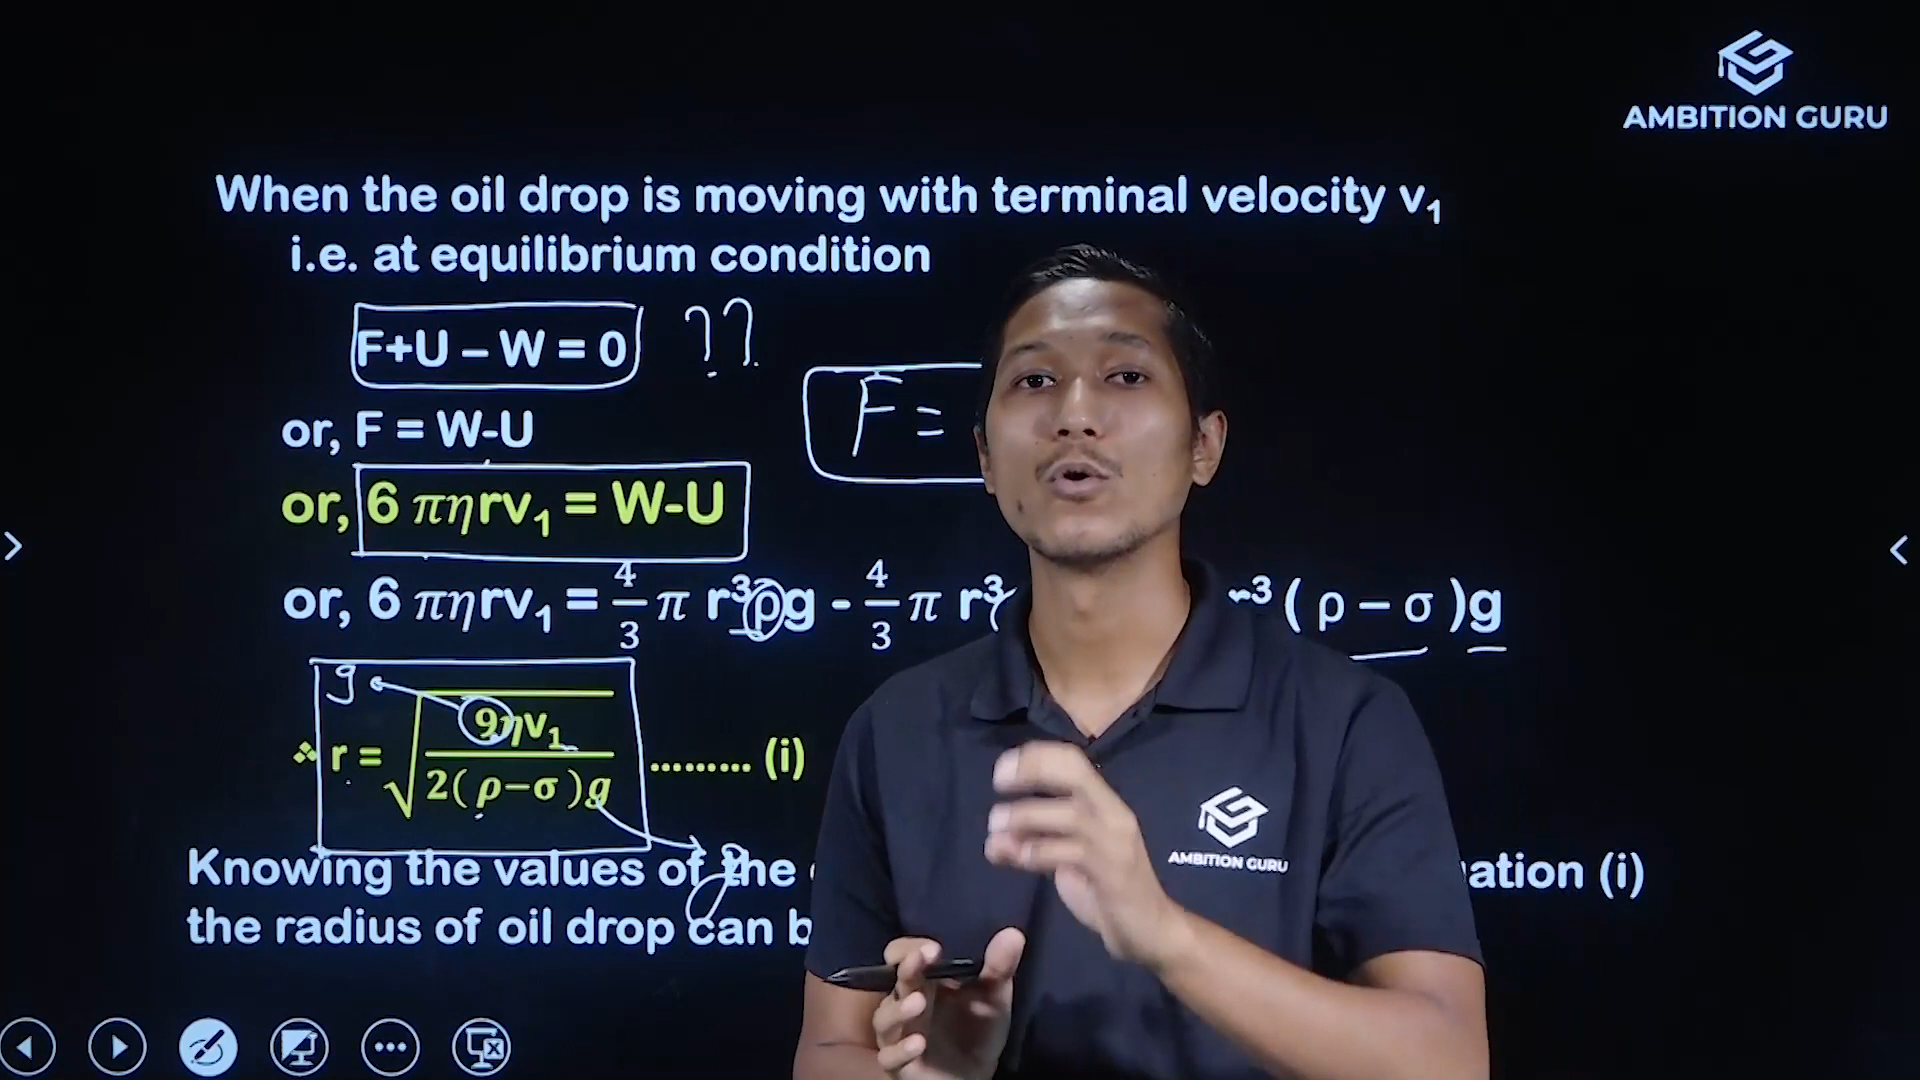 AMBITION GURU
When the oil drop is moving with terminal velocity v₁
i.e. at equilibrium condition
F+U – W = 0 ??
or, F = W-U
F =
or, 6 πηrv₁ = W-U
or, 6 πηrv₁ = 4/3 π r³ρg - 4/3 π r³ r³ ( ρ – σ )g
g
❖ r = √9ηv₁/2( ρ–σ )g ......... (i)
Knowing the values of the (i)
the radius of oil drop can
AMBITION GURU